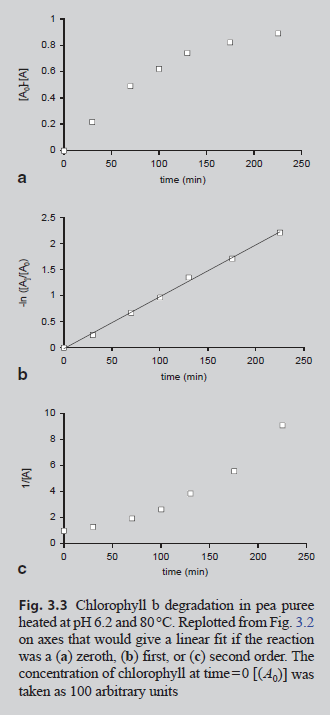 1
0.8
0.6
0.4
0.2
0
[A₀]-[A]
0 50 100 150 200 250
time (min)
a
2.5
2
1.5
1
0.5
0
-ln ([A]/[A₀)
0 50 100 150 200 250
time (min)
b
10
8
6
4
2
0
1/[A]
0 50 100 150 200 250
time (min)
c
Fig. 3.3 Chlorophyll b degradation in pea puree
heated at pH 6.2 and 80 °C. Replotted from Fig. 3.2
on axes that would give a linear fit if the reaction
was a (a) zeroth, (b) first, or (c) second order. The
concentration of chlorophyll at time=0 [(A₀)] was
taken as 100 arbitrary units